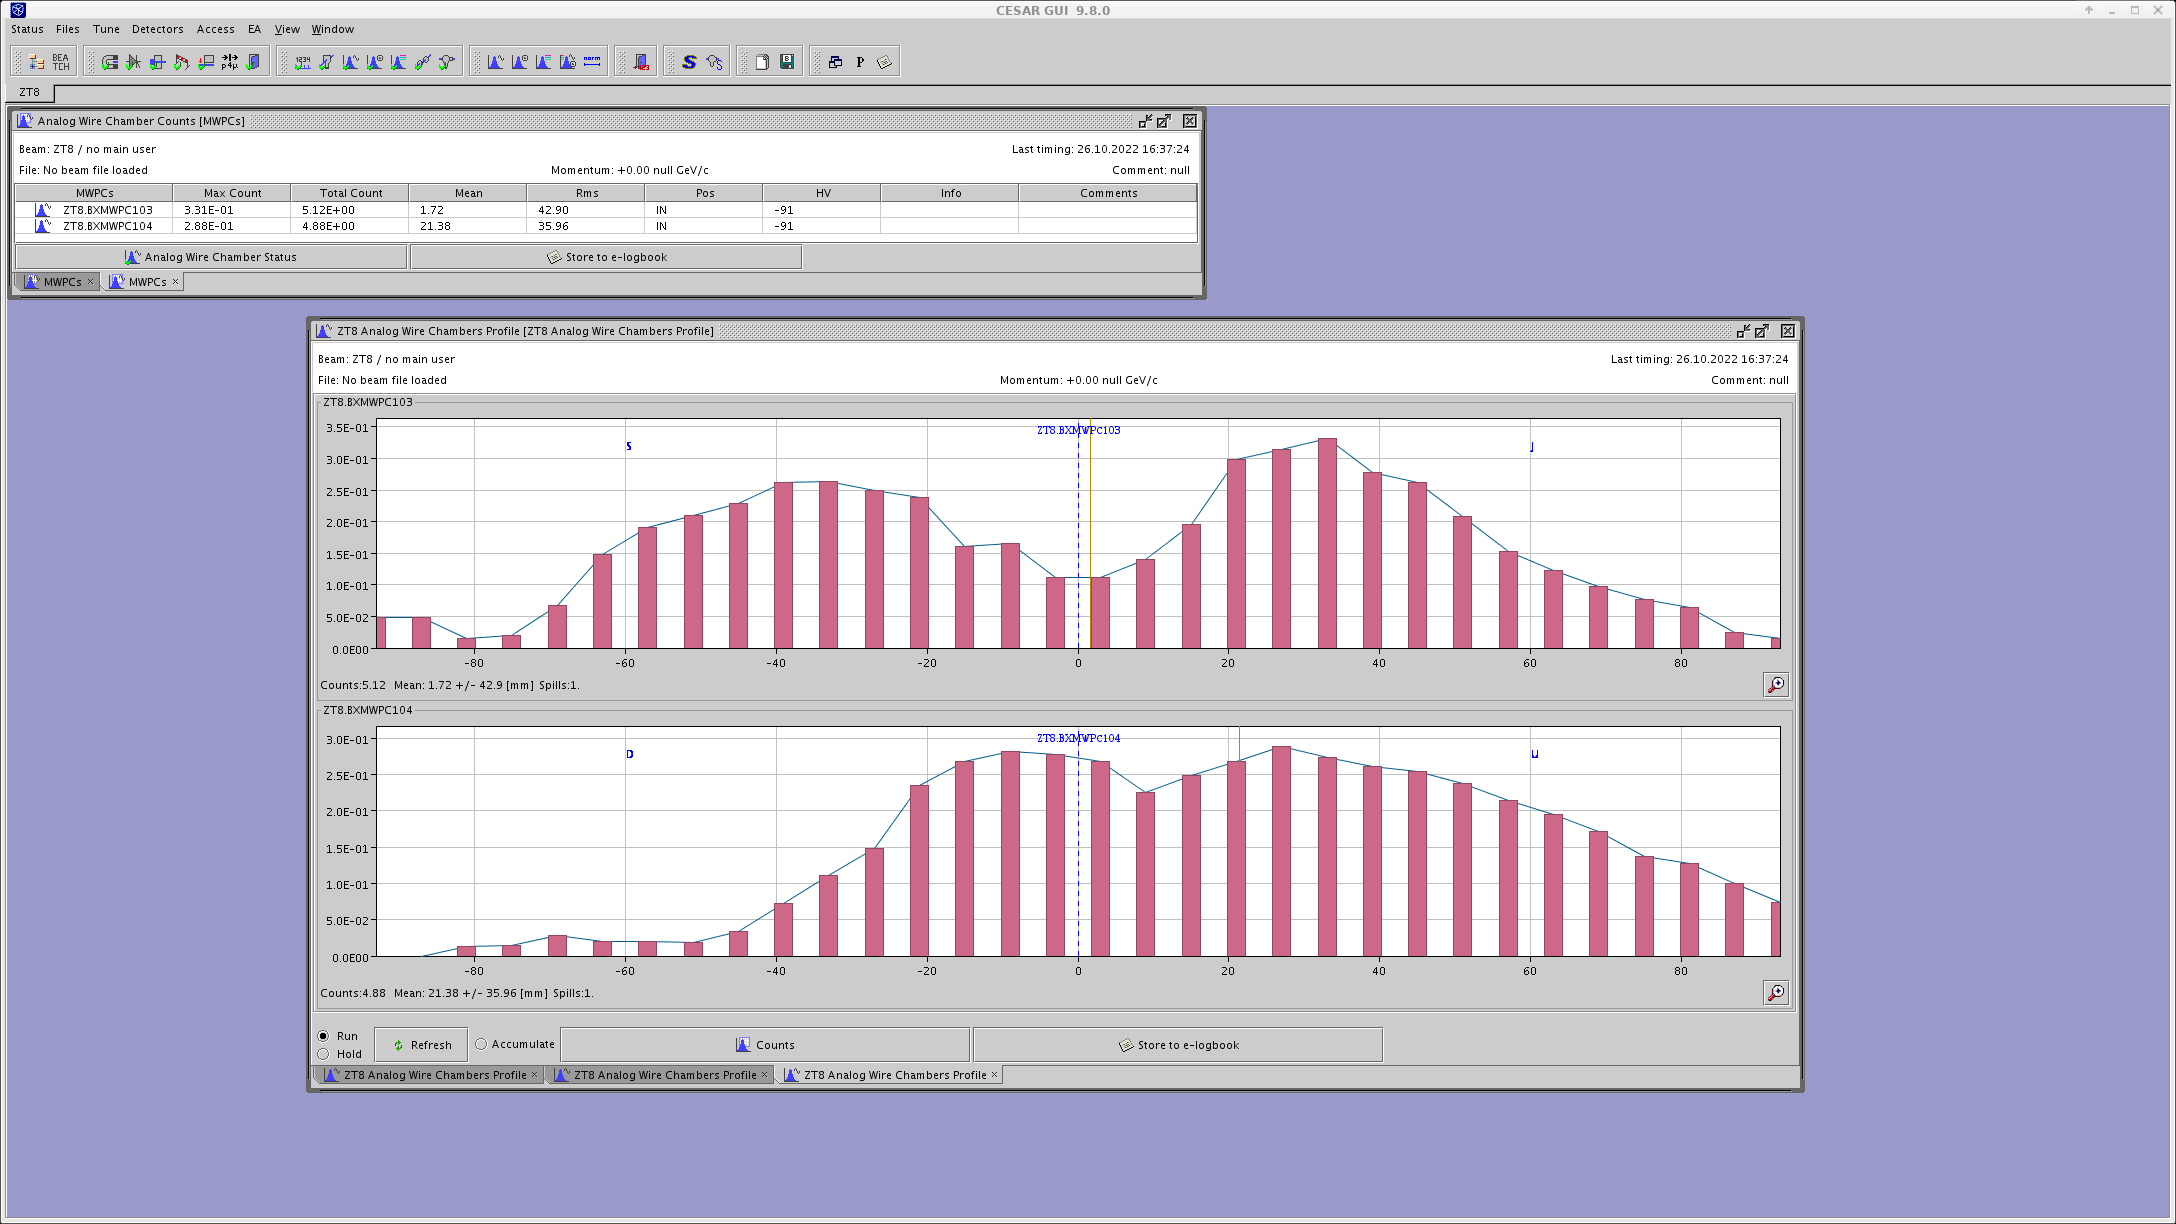 CESAR GUI 9.8.0
Status Files Tune Detectors Access EA View Window
BEA TCH 1234 norm P
ZT8
Analog Wire Chamber Counts [MWPCs]
Beam: ZT8 / no main user Last timing: 26.10.2022 16:37:24
File: No beam file loaded Momentum: +0.00 null GeV/c Comment: null
MWPCs Max Count Total Count Mean Rms Pos HV Info Comments
ZT8.BXMWPC103 3.31E-01 5.12E+00 1.72 42.90 IN -91
ZT8.BXMWPC104 2.88E-01 4.88E+00 21.38 35.96 IN -91
Analog Wire Chamber Status Store to e-logbook
MWPCs × MWPCs ×
ZT8 Analog Wire Chambers Profile [ZT8 Analog Wire Chambers Profile]
Beam: ZT8 / no main user Last timing: 26.10.2022 16:37:24
File: No beam file loaded Momentum: +0.00 null GeV/c Comment: null
ZT8.BXMWPC103
ZT8.BXMWPC103
S J
3.5E-01
3.0E-01
2.5E-01
2.0E-01
1.5E-01
1.0E-01
5.0E-02
0.0E00
-80 -60 -40 -20 0 20 40 60 80
Counts:5.12 Mean: 1.72 +/- 42.9 [mm] Spills:1.
ZT8.BXMWPC104
ZT8.BXMWPC104
D U
3.0E-01
2.5E-01
2.0E-01
1.5E-01
1.0E-01
5.0E-02
0.0E00
-80 -60 -40 -20 0 20 40 60 80
Counts:4.88 Mean: 21.38 +/- 35.96 [mm] Spills:1.
Run
Hold
Refresh Accumulate Counts Store to e-logbook
ZT8 Analog Wire Chambers Profile × ZT8 Analog Wire Chambers Profile × ZT8 Analog Wire Chambers Profile ×